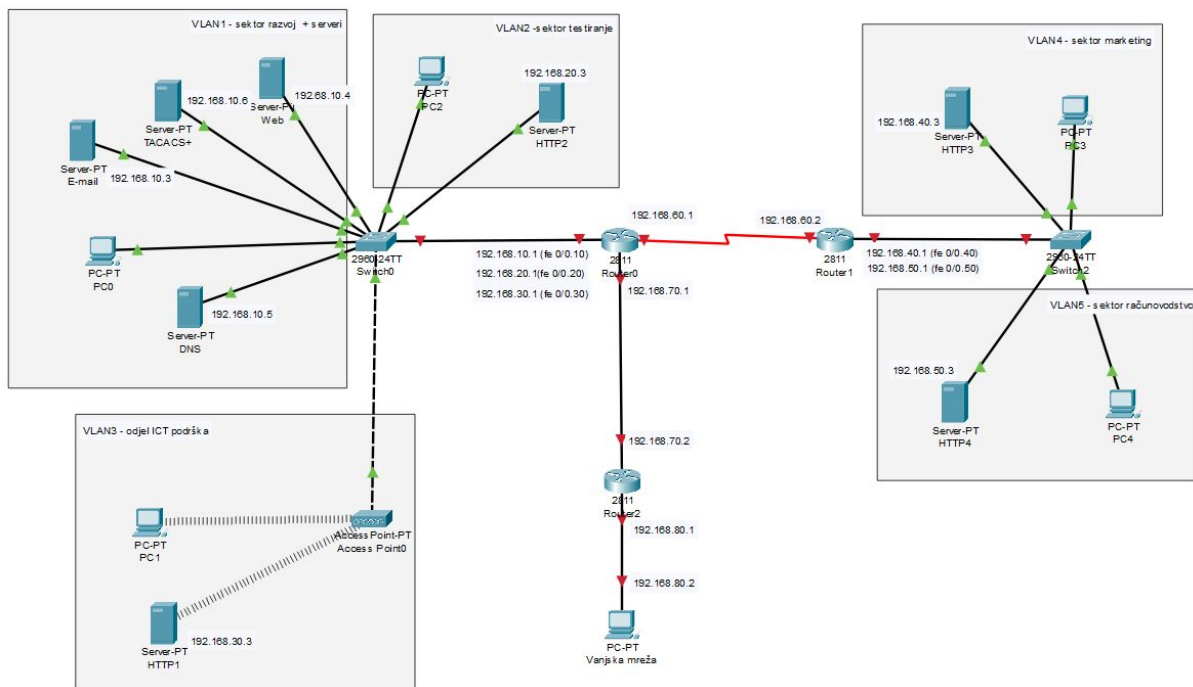 VLAN1 - sektor razvoj + serveri
192.168.10.6
192.68.10.4
Server-PT
Web
Server-PT
TACACS+
Server-PT
E-mail
192.168.10.3
PC-PT
PC0
192.168.10.5
Server-PT
DNS
2960-24TT
Switch0
VLAN2 -sektor testiranje
PC-PT
PC2
192.168.20.3
Server-PT
HTTP2
VLAN4 - sektor marketing
192.168.40.3
Server-PT
HTTP3
PC-PT
PC3
192.168.60.1
192.168.60.2
192.168.10.1 (fe 0/0.10)
192.168.20.1(fe 0/0.20)
192.168.30.1 (fe 0/0.30)
2811
Router0
192.168.70.1
2811
Router1
192.168.40.1 (fe 0/0.40)
192.168.50.1 (fe 0/0.50)
2960-24TT
Switch2
VLAN5 - sektor računovodstvo
192.168.50.3
Server-PT
HTTP4
PC-PT
PC4
VLAN3 - odjel ICT podrška
PC-PT
PC1
AccessPoint-PT
Access Point0
192.168.30.3
Server-PT
HTTP1
192.168.70.2
2811
Router2
192.168.80.1
192.168.80.2
PC-PT
Vanjska mreža